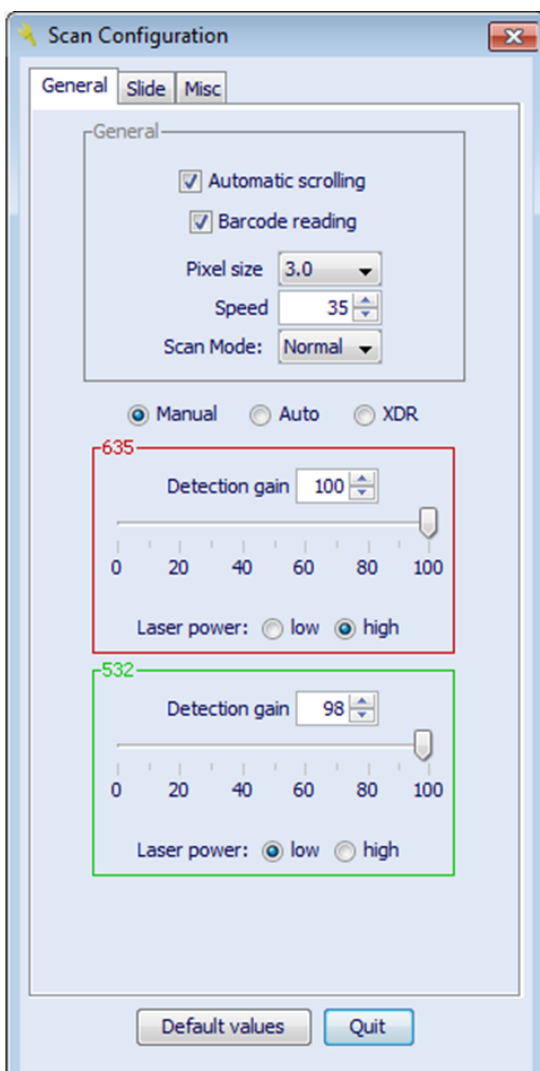 Scan Configuration
General Slide Misc
General
Automatic scrolling
Barcode reading
Pixel size 3.0
Speed 35
Scan Mode: Normal
Manual Auto XDR
635
Detection gain 100
0 20 40 60 80 100
Laser power: low high
532
Detection gain 98
0 20 40 60 80 100
Laser power: low high
Default values Quit